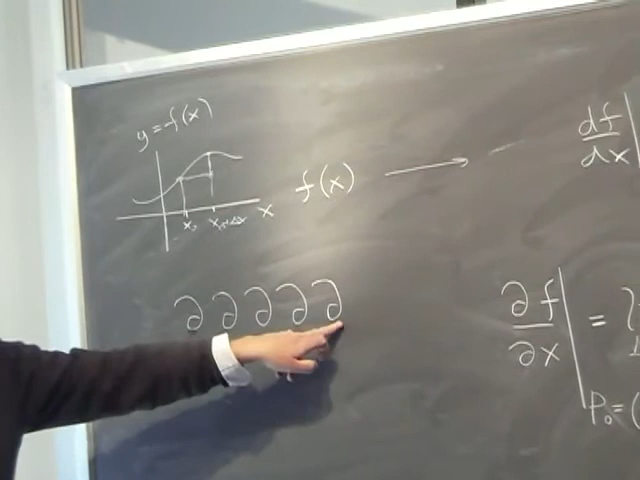 y=f(x)
x₀ x₀+Δx x
f(x) →
df/dx |
∂ ∂ ∂ ∂ ∂
∂f/∂x | =
P₀=(